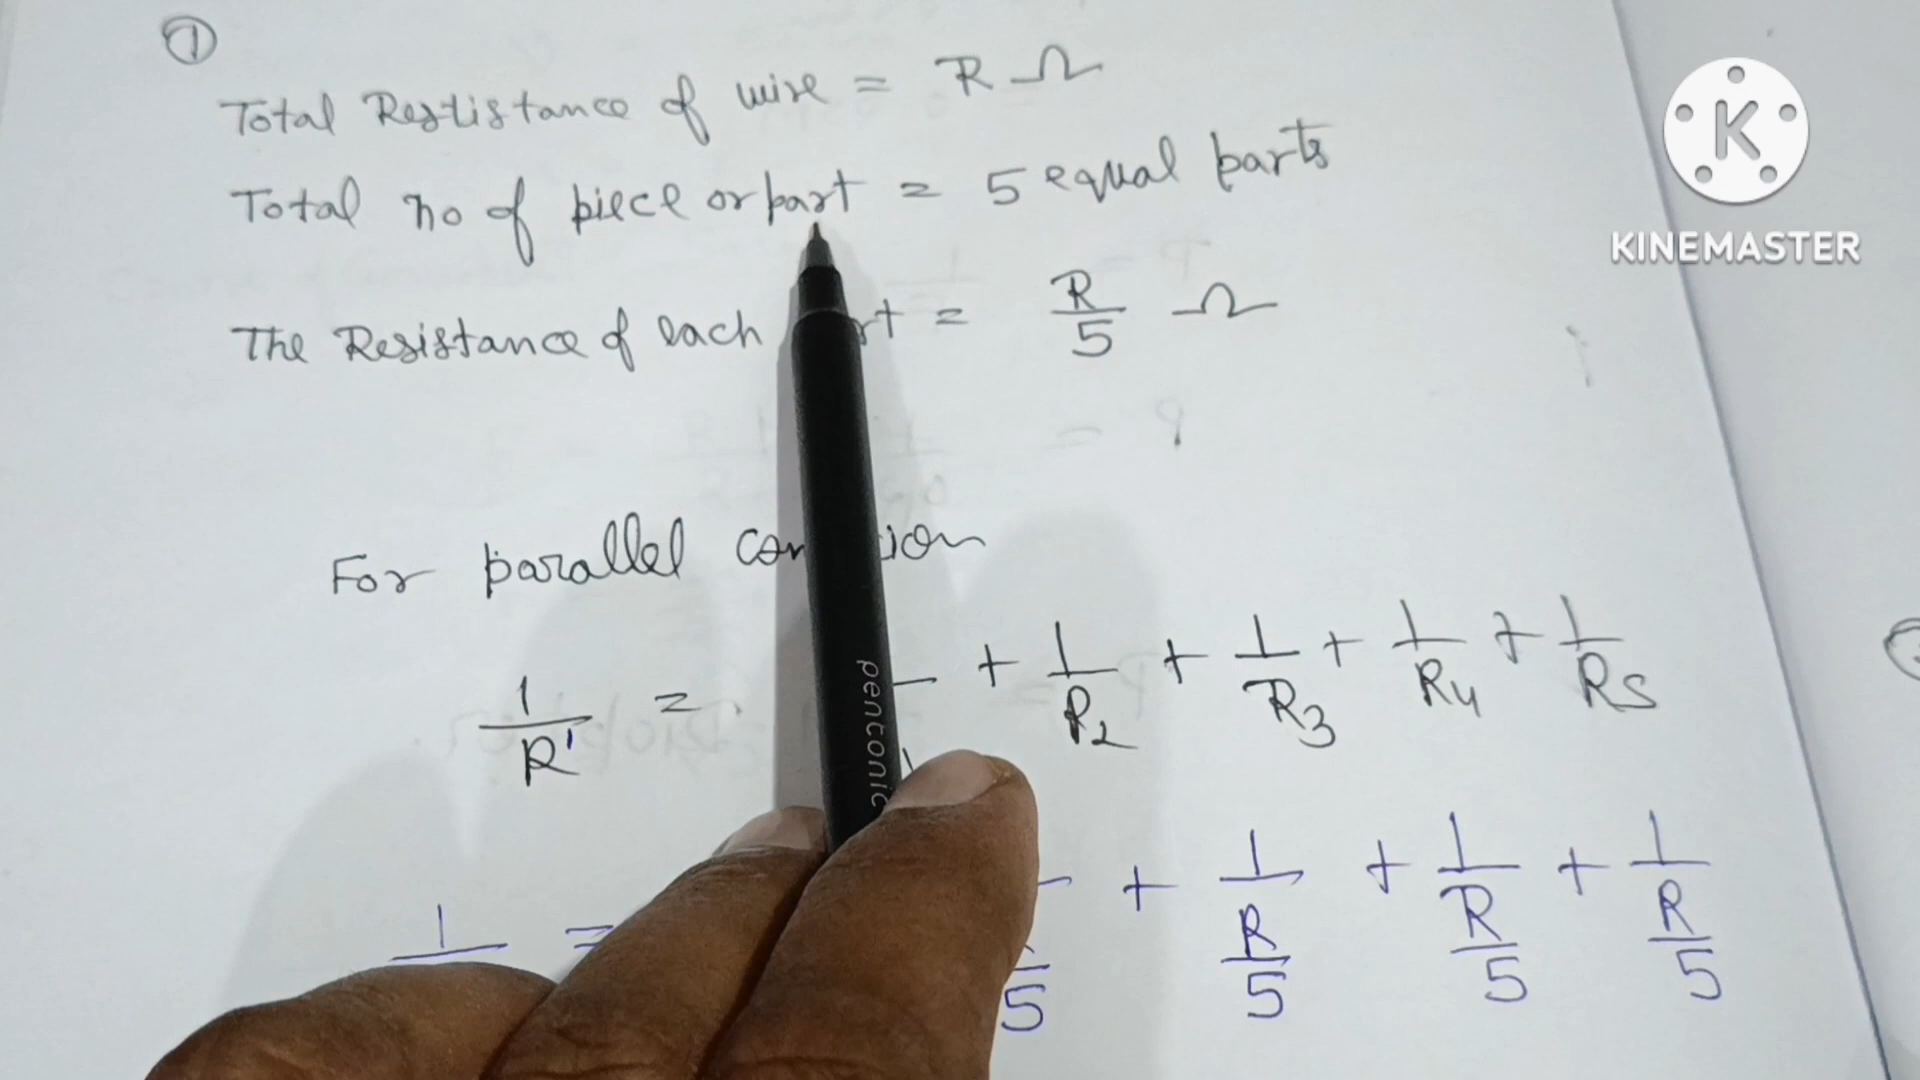 ①
Total Restistance of wire = R Ω
Total no of piece or part = 5 equal parts
The Resistance of each = R/5 Ω
For parallel
1/R' = + 1/R2 + 1/R3 + 1/R4 + 1/R5
1 = 5 + 1/R/5 + 1/R/5 + 1/R/5
pentonic
K
KINEMASTER